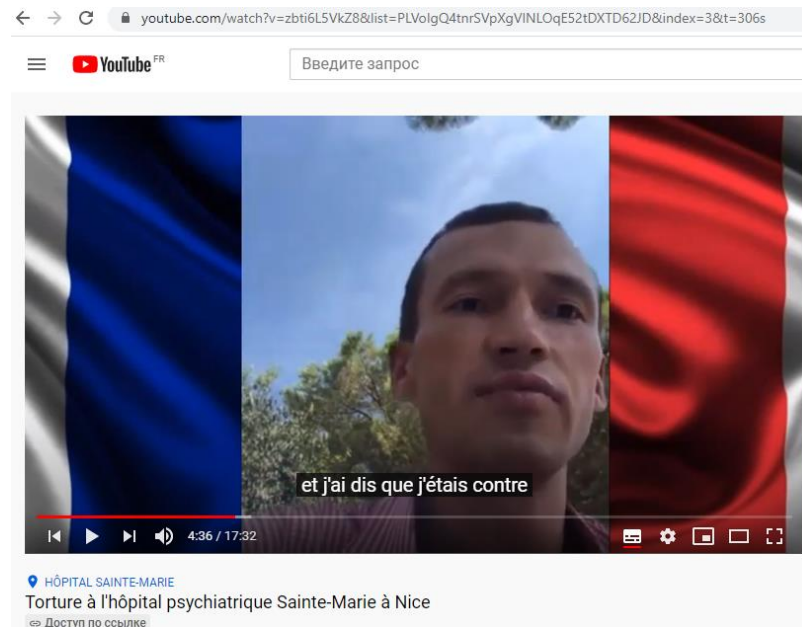 youtube.com/watch?v=zbti6L5VkZ8&list=PLVolgQ4tnrSVpXgVINLOqE52tDXTD62JD&index=3&t=306s
YouTube FR
Введите запрос
et j'ai dis que j'étais contre
4:36 / 17:32
HÔPITAL SAINTE-MARIE
Torture à l'hôpital psychiatrique Sainte-Marie à Nice
Доступ по ссылке